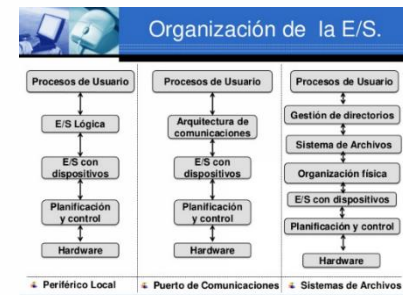 Organización de la E/S.
Procesos de Usuario
E/S Lógica
E/S con
dispositivos
Planificación
y control
Hardware
Periférico Local
Procesos de Usuario
Arquitectura de
comunicaciones
E/S con
dispositivos
Planificación
y control
Hardware
Puerto de Comunicaciones
Procesos de Usuario
Gestión de directorios
Sistema de Archivos
Organización física
E/S con dispositivos
Planificación y control
Hardware
Sistemas de Archivos